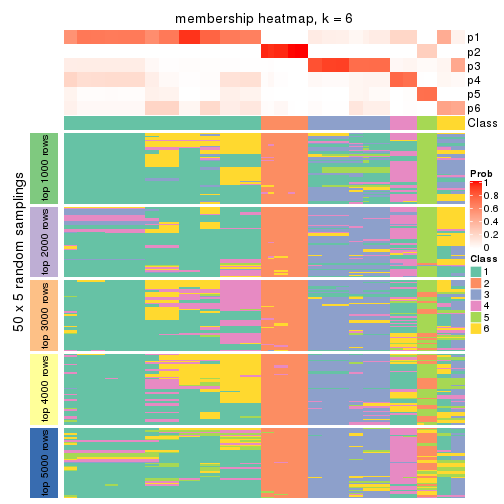 membership heatmap, k = 6
p1
p2
p3
p4
p5
p6
Class
50 x 5 random samplings
top 1000 rows
top 2000 rows
top 3000 rows
top 4000 rows
top 5000 rows
Prob
1
0.8
0.6
0.4
0.2
0
Class
1
2
3
4
5
6